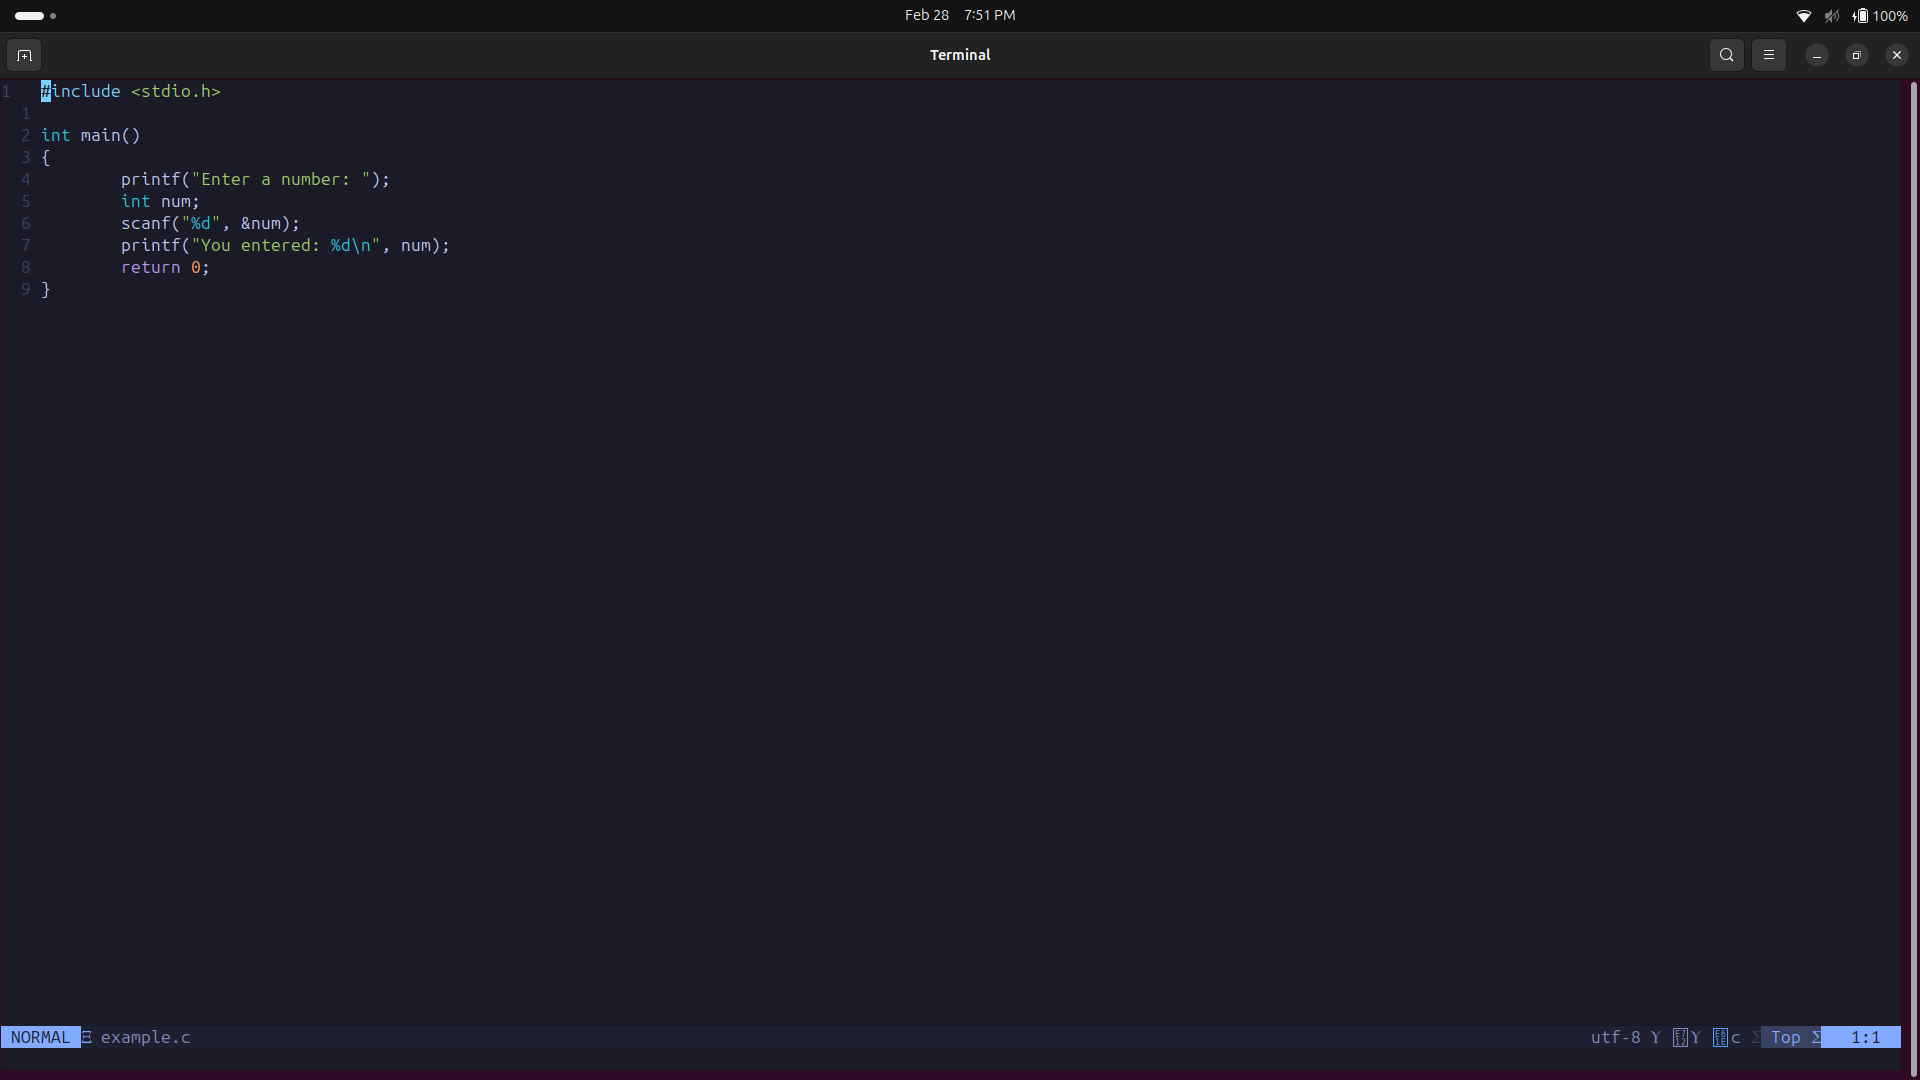 Feb 28 7:51 PM
100%
Terminal
1 #include <stdio.h>
1
2 int main()
3 {
4 printf("Enter a number: ");
5 int num;
6 scanf("%d", &num);
7 printf("You entered: %d\n", num);
8 return 0;
9 }
NORMAL Ξ example.c utf-8 Υ Υ c Σ Top Σ 1:1